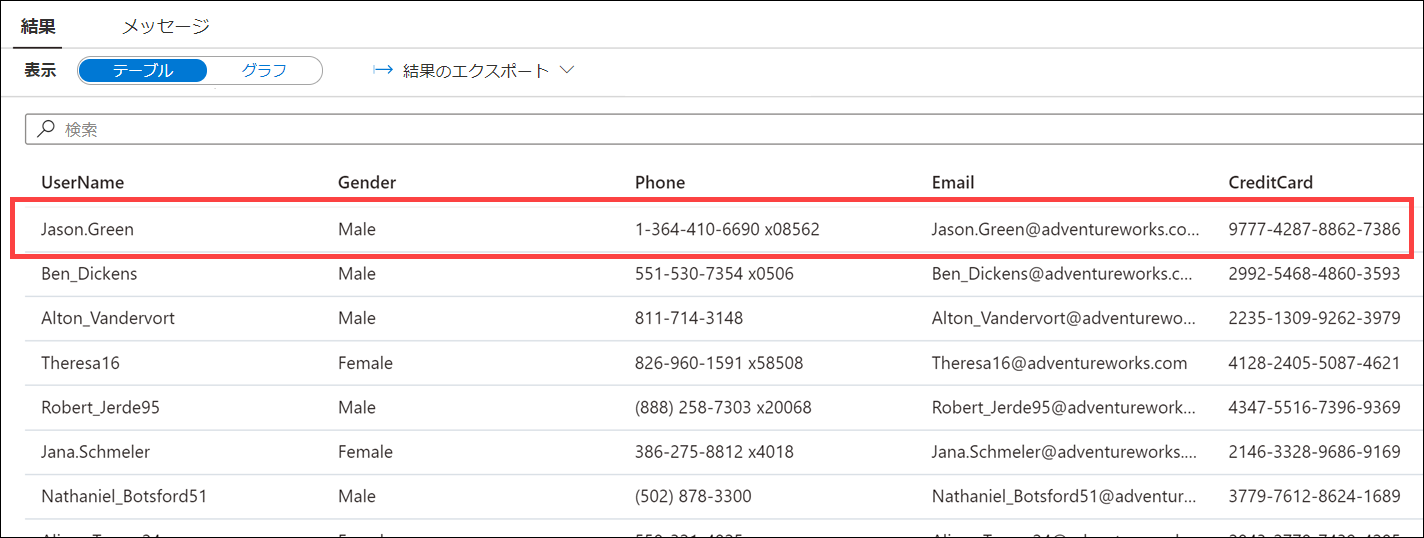 結果 メッセージ
表示 テーブル グラフ 結果のエクスポート
検索
UserName Gender Phone Email CreditCard
Jason.Green Male 1-364-410-6690 x08562 Jason.Green@adventureworks.co... 9777-4287-8862-7386
Ben_Dickens Male 551-530-7354 x0506 Ben_Dickens@adventureworks.c... 2992-5468-4860-3593
Alton_Vandervort Male 811-714-3148 Alton_Vandervort@adventurewo... 2235-1309-9262-3979
Theresa16 Female 826-960-1591 x58508 Theresa16@adventureworks.com 4128-2405-5087-4621
Robert_Jerde95 Male (888) 258-7303 x20068 Robert_Jerde95@adventurework... 4347-5516-7396-9369
Jana.Schmeler Female 386-275-8812 x4018 Jana.Schmeler@adventureworks.... 2146-3328-9686-9169
Nathaniel_Botsford51 Male (502) 878-3300 Nathaniel_Botsford51@adventur... 3779-7612-8624-1689